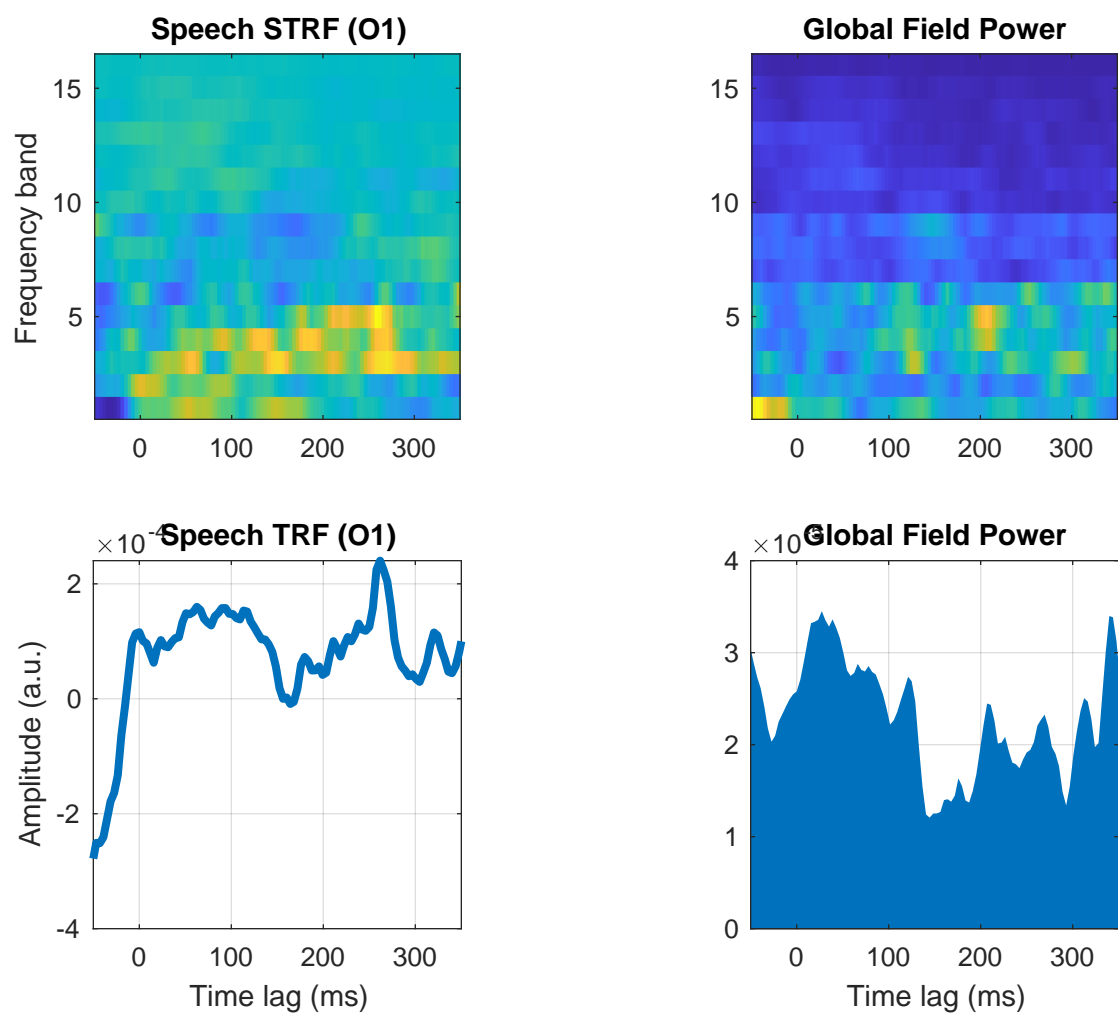 Speech STRF (O1)
Frequency band
15
10
5
0 100 200 300
Global Field Power
15
10
5
0 100 200 300
Speech TRF (O1)
×10⁻⁴
Amplitude (a.u.)
2
0
-2
-4
0 100 200 300
Time lag (ms)
Global Field Power
×10
4
3
2
1
0
0 100 200 300
Time lag (ms)